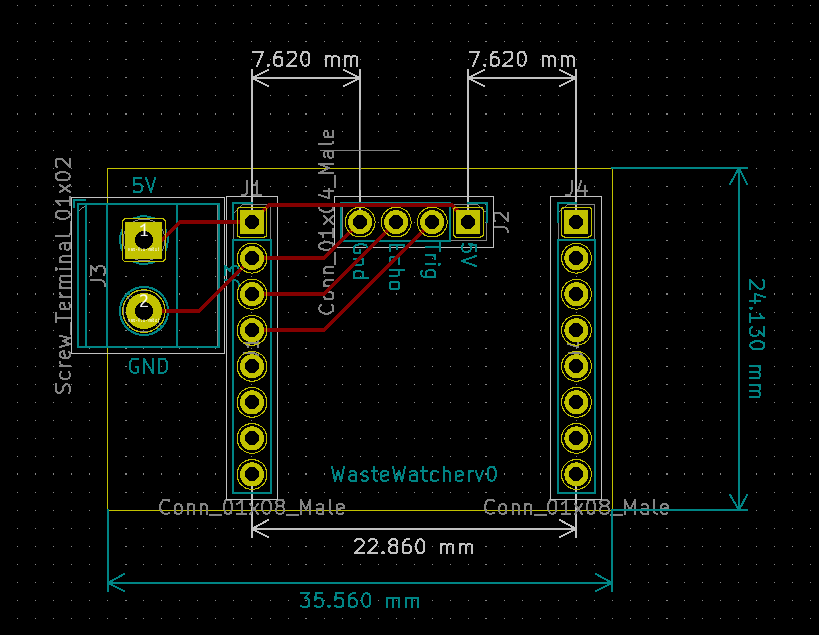 7.620 mm
7.620 mm
Screw_Terminal_01x02
5V
J1
Conn_01x04_Male
J4
J2
1
J3
Gnd
Echo
Trig
5V
2
GND
24.130 mm
WasteWatcherv0
Conn_01x08_Male
Conn_01x08_Male
22.860 mm
35.560 mm